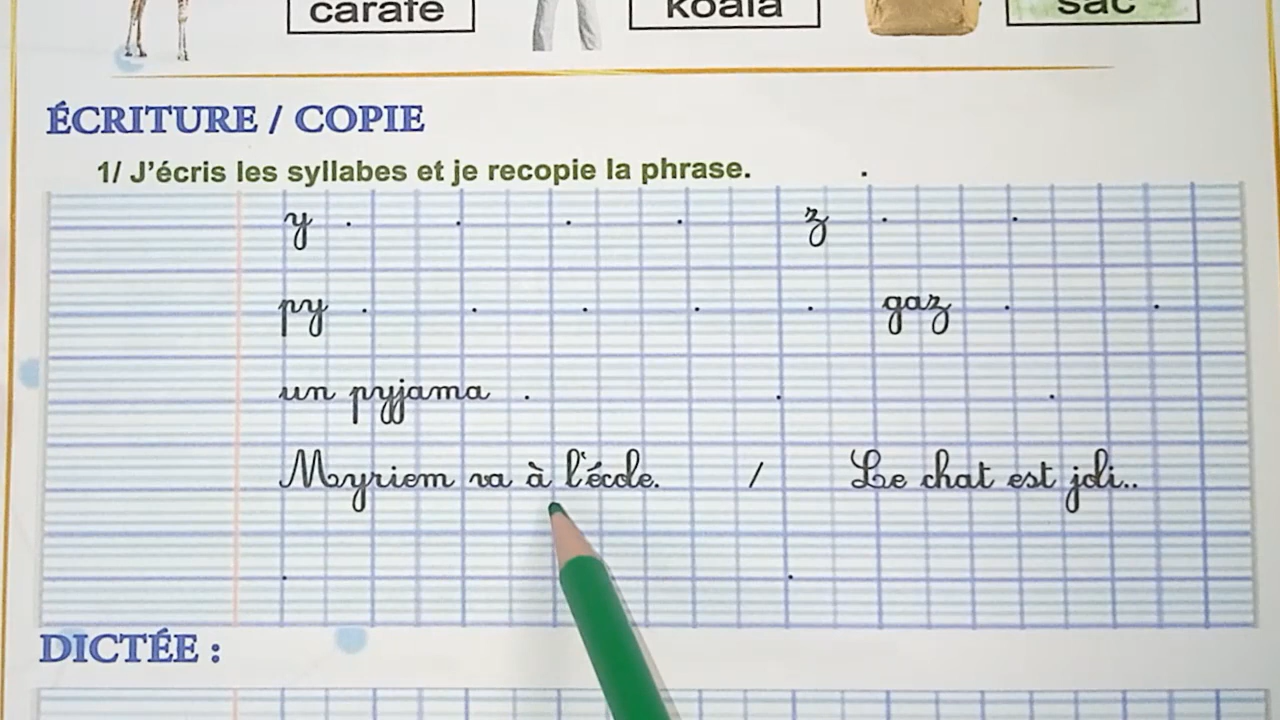 carafe koala sac
ÉCRITURE / COPIE
1/ J'écris les syllabes et je recopie la phrase.
y . . . . z . .
py . . . . . gaz . .
un pyjama . . .
Myriem va à l'école. / Le chat est joli..
. .
DICTÉE :